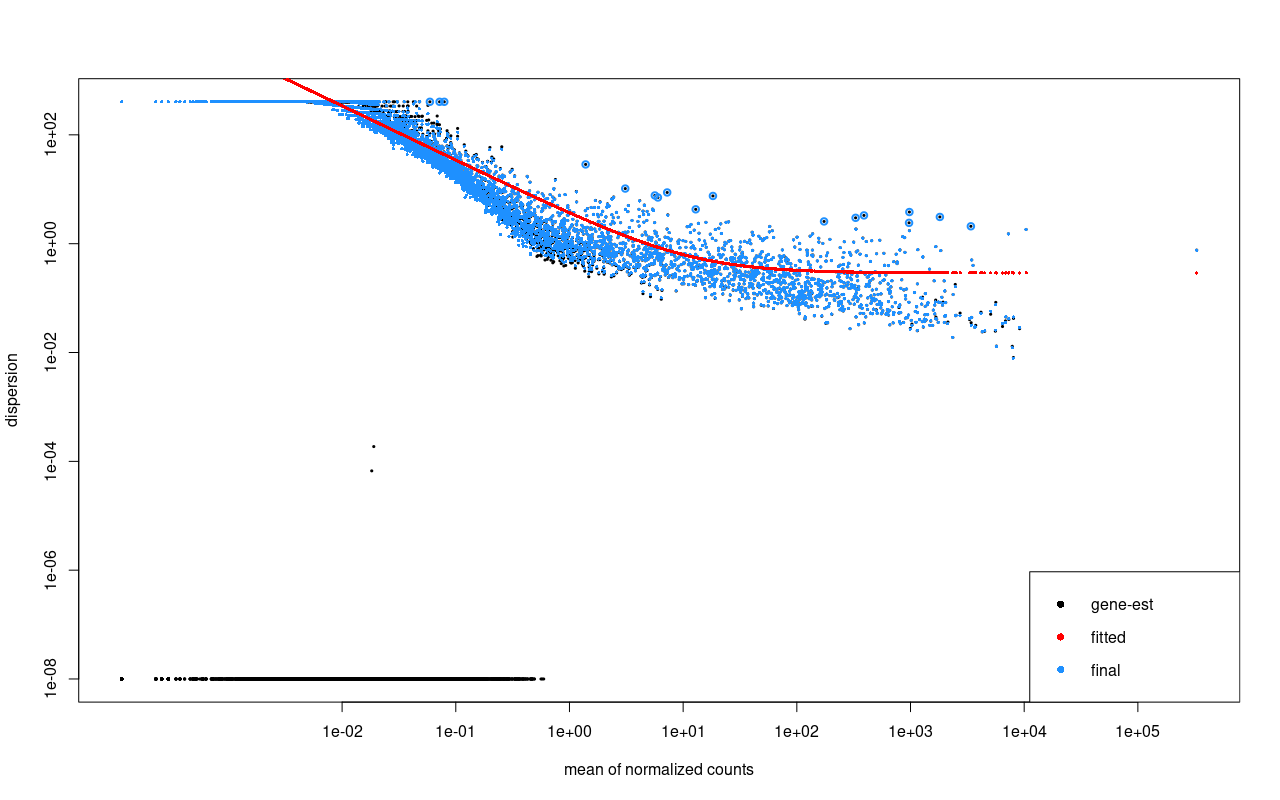 dispersion
1e+02
1e+00
1e-02
1e-04
1e-06
1e-08
gene-est
fitted
final
1e-02 1e-01 1e+00 1e+01 1e+02 1e+03 1e+04 1e+05
mean of normalized counts